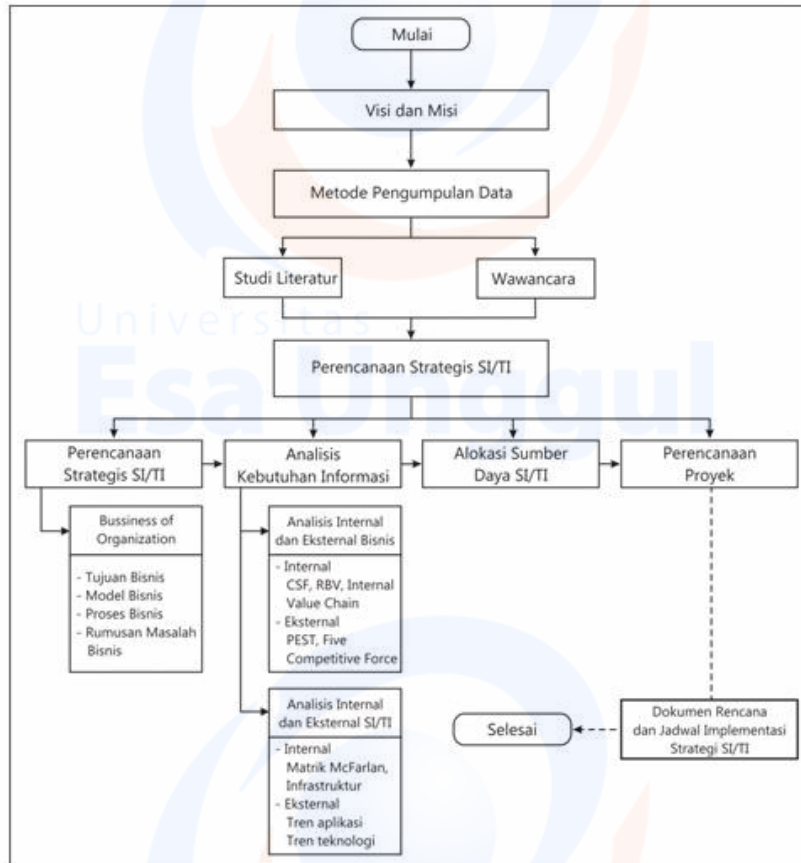 Mulai
Visi dan Misi
Metode Pengumpulan Data
Studi Literatur
Wawancara
Universitas
Esa Unggul
Perencanaan Strategis SI/TI
Perencanaan
Strategis SI/TI
Analisis
Kebutuhan Informasi
Alokasi Sumber
Daya SI/TI
Perencanaan
Proyek
Bussiness of
Organization
- Tujuan Bisnis
- Model Bisnis
- Proses Bisnis
- Rumusan Masalah
Bisnis
Analisis Internal
dan Eksternal Bisnis
- Internal
CSF, RBV, Internal
Value Chain
- Eksternal
PEST, Five
Competitive Force
Analisis Internal
dan Eksternal SI/TI
- Internal
Matrik McFarlan,
Infrastruktur
- Eksternal
Tren aplikasi
Tren teknologi
Selesai
Dokumen Rencana
dan Jadwal Implementasi
Strategi SI/TI